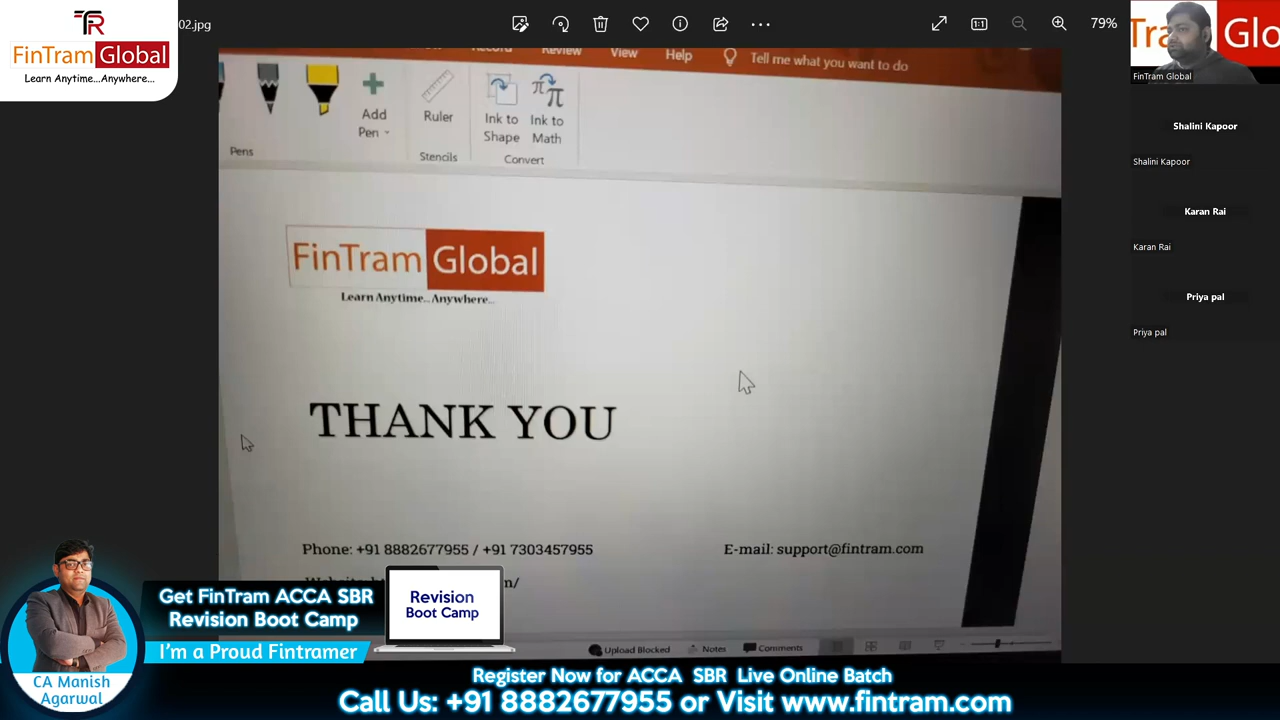 TFR
FinTram Global
Learn Anytime...Anywhere...
02.jpg
79%
Review
View
Help
Tell me what you want to do
Add
Pen
Ruler
Ink to
Shape
Ink to
Math
Pens
Stencils
Convert
FinTram Global
Learn Anytime... Anywhere...
THANK YOU
Phone: +91 8882677955 / +91 7303457955
E-mail: support@fintram.com
Upload Blocked
Notes
Comments
FinTram Global
Shalini Kapoor
Shalini Kapoor
Karan Rai
Karan Rai
Priya pal
Priya pal
Get FinTram ACCA SBR
Revision Boot Camp
I'm a Proud Fintramer
Revision
Boot Camp
CA Manish
Agarwal
Register Now for ACCA SBR Live Online Batch
Call Us: +91 8882677955 or Visit www.fintram.com